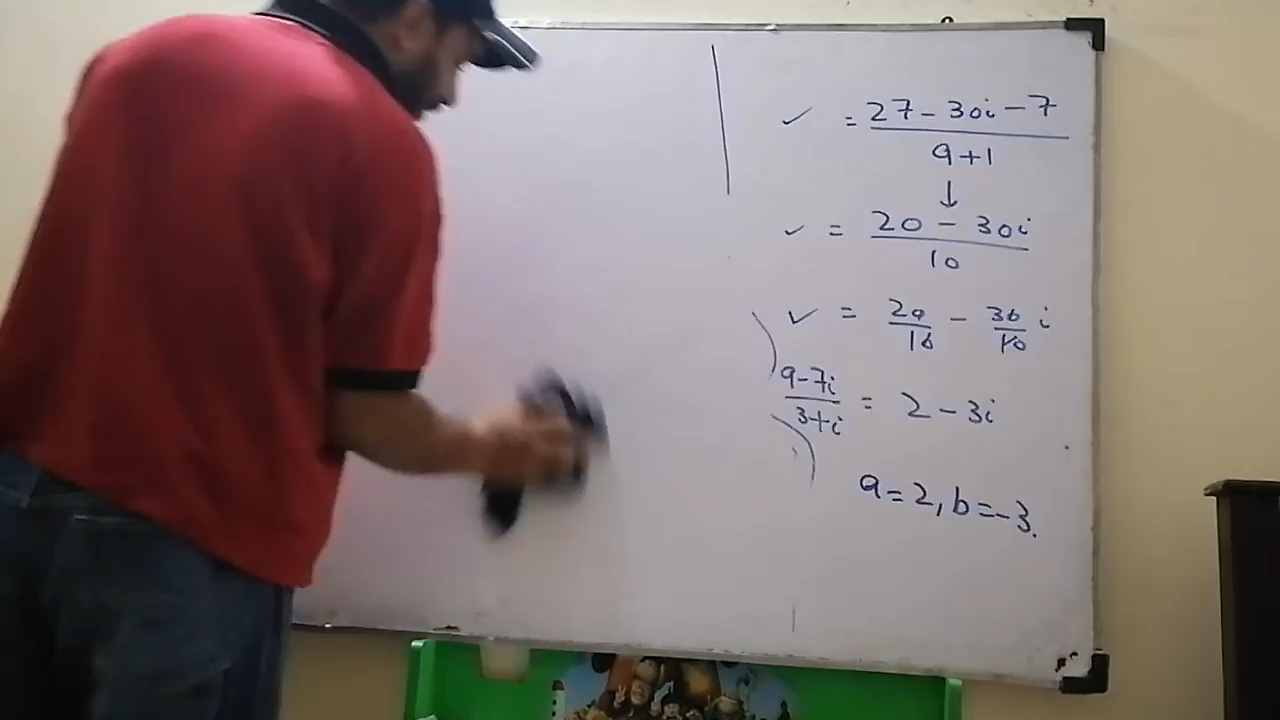 ✓ = 27 - 30i - 7 / 9 + 1
↓
✓ = 20 - 30i / 10
✓ = 20/10 - 30/10 i
9-7i / 3+i = 2 - 3i
a = 2, b = -3.